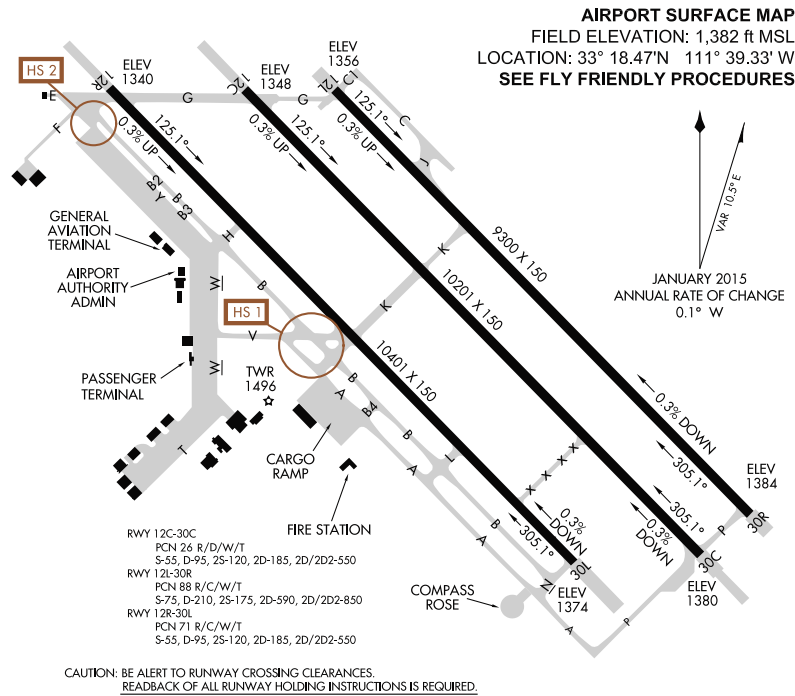 AIRPORT SURFACE MAP
FIELD ELEVATION: 1,382 ft MSL
LOCATION: 33° 18.47'N 111° 39.33' W
SEE FLY FRIENDLY PROCEDURES
HS 2
12R
ELEV
1340
12C
ELEV
1348
ELEV
1356
12L
C1
E
F
G
G
C
J
0.3% UP
125.1°
0.3% UP
125.1°
0.3% UP
125.1°
VAR 10.5° E
JANUARY 2015
ANNUAL RATE OF CHANGE
0.1° W
B2
Y
B
B3
H
K
K
B
W
GENERAL
AVIATION
TERMINAL
AIRPORT
AUTHORITY
ADMIN
HS 1
V
W
PASSENGER
TERMINAL
TWR
1496
9300 X 150
10201 X 150
10401 X 150
B
A
B4
B
A
L
B
A
X X X X
T
CARGO
RAMP
FIRE STATION
0.3% DOWN
305.1°
ELEV
1384
30R
P
305.1°
0.3%
DOWN
30C
ELEV
1380
0.3%
DOWN
305.1°
30L
ELEV
1374
N
P
A
COMPASS
ROSE
RWY 12C-30C
PCN 26 R/D/W/T
S-55, D-95, 2S-120, 2D-185, 2D/2D2-550
RWY 12L-30R
PCN 88 R/C/W/T
S-75, D-210, 2S-175, 2D-590, 2D/2D2-850
RWY 12R-30L
PCN 71 R/C/W/T
S-55, D-95, 2S-120, 2D-185, 2D/2D2-550
CAUTION: BE ALERT TO RUNWAY CROSSING CLEARANCES.
READBACK OF ALL RUNWAY HOLDING INSTRUCTIONS IS REQUIRED.